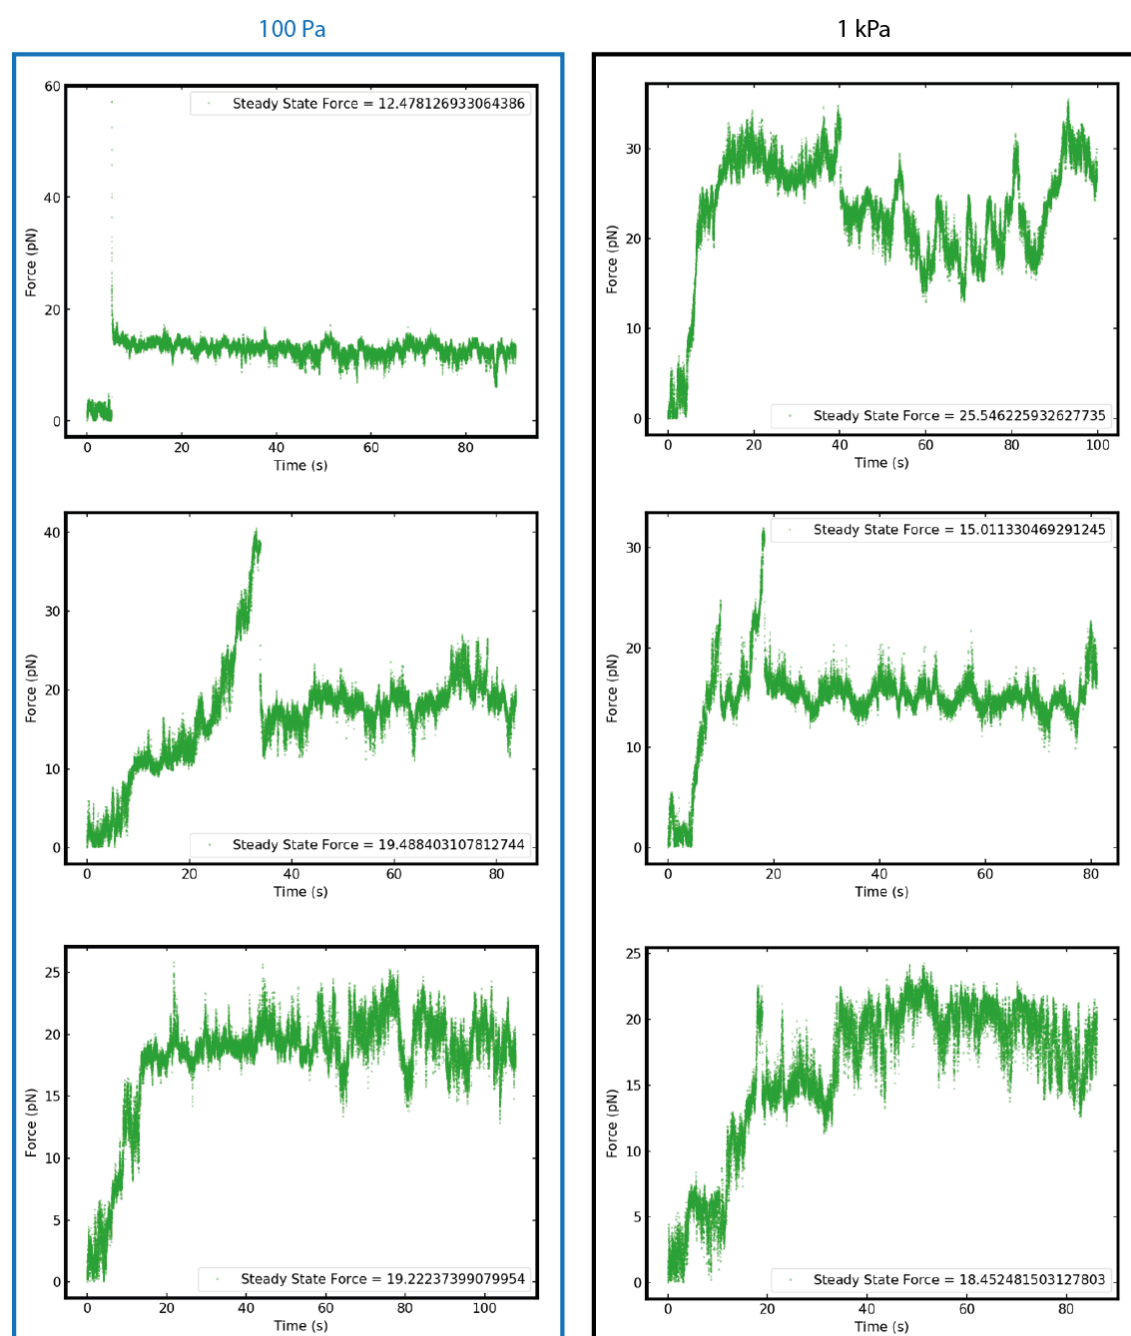 100 Pa
1 kPa
60
40
20
0
Force (pN)
Steady State Force = 12.478126933064386
0 20 40 60 80
Time (s)
30
20
10
0
Force (pN)
Steady State Force = 25.546225932627735
0 20 40 60 80 100
Time (s)
40
30
20
10
0
Force (pN)
Steady State Force = 19.488403107812744
0 20 40 60 80
Time (s)
30
20
10
0
Force (pN)
Steady State Force = 15.011330469291245
0 20 40 60 80
Time (s)
25
20
15
10
5
0
Force (pN)
Steady State Force = 19.22237399079954
0 20 40 60 80 100
Time (s)
25
20
15
10
5
0
Force (pN)
Steady State Force = 18.452481503127803
0 20 40 60 80
Time (s)